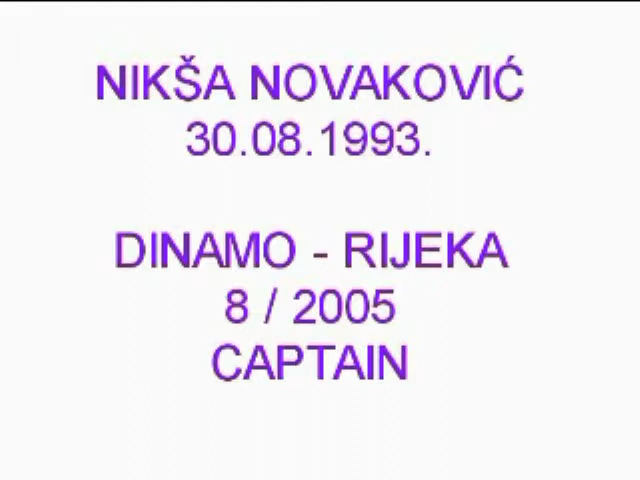 NIKŠA NOVAKOVIĆ
30.08.1993.
DINAMO - RIJEKA
8 / 2005
CAPTAIN